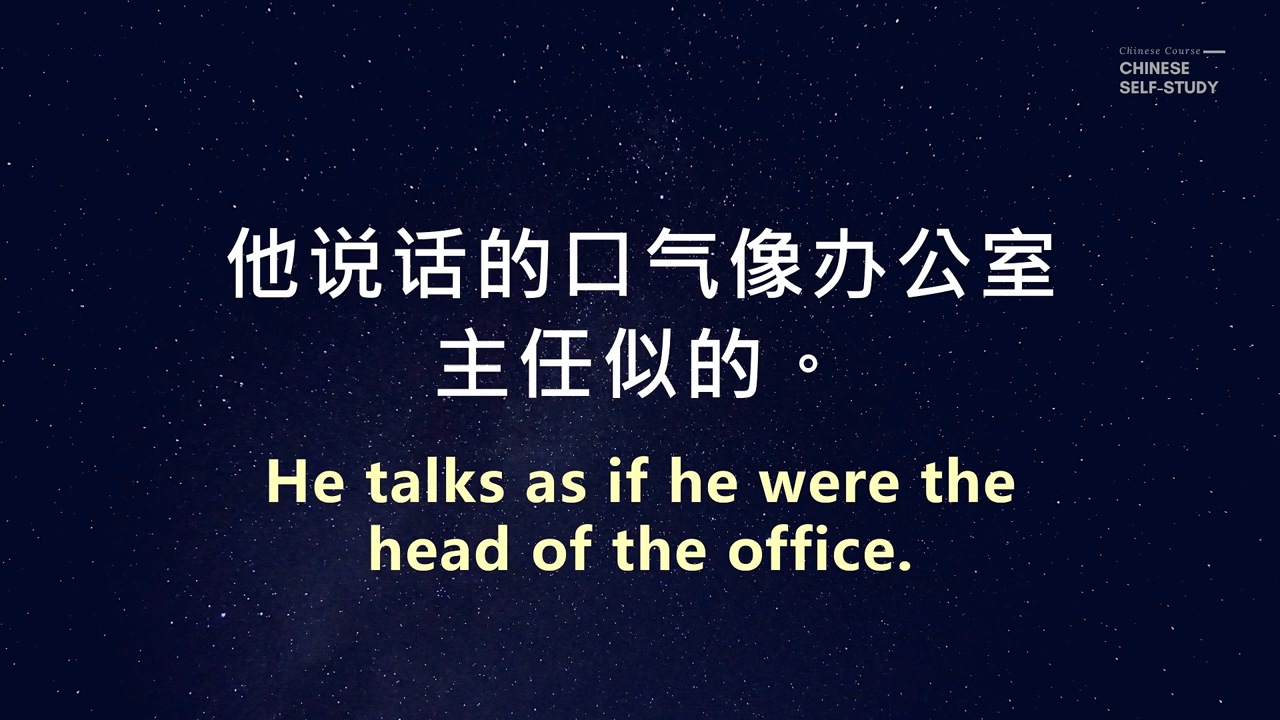 Chinese Course
CHINESE
SELF-STUDY
他说话的口气像办公室
主任似的。
He talks as if he were the
head of the office.